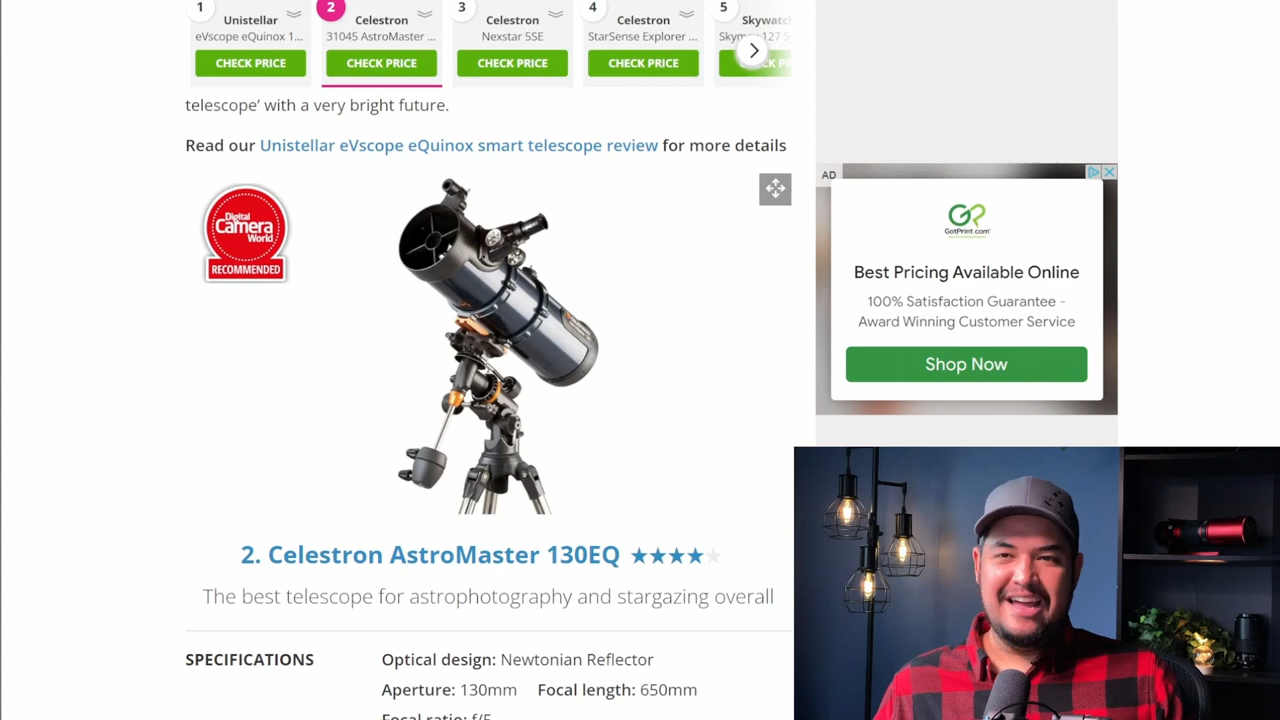 1
Unistellar
eVscope eQuinox 1...
CHECK PRICE
2
Celestron
31045 AstroMaster ...
CHECK PRICE
3
Celestron
Nexstar 5SE
CHECK PRICE
4
Celestron
StarSense Explorer ...
CHECK PRICE
5
telescope’ with a very bright future.
Read our Unistellar eVscope eQuinox smart telescope review for more details
Digital
Camera
World
RECOMMENDED
2. Celestron AstroMaster 130EQ
The best telescope for astrophotography and stargazing overall
SPECIFICATIONS
Optical design: Newtonian Reflector
Aperture: 130mm Focal length: 650mm
Focal ratio: f/5
AD
GP
GotPrint.com
Best Pricing Available Online
100% Satisfaction Guarantee -
Award Winning Customer Service
Shop Now